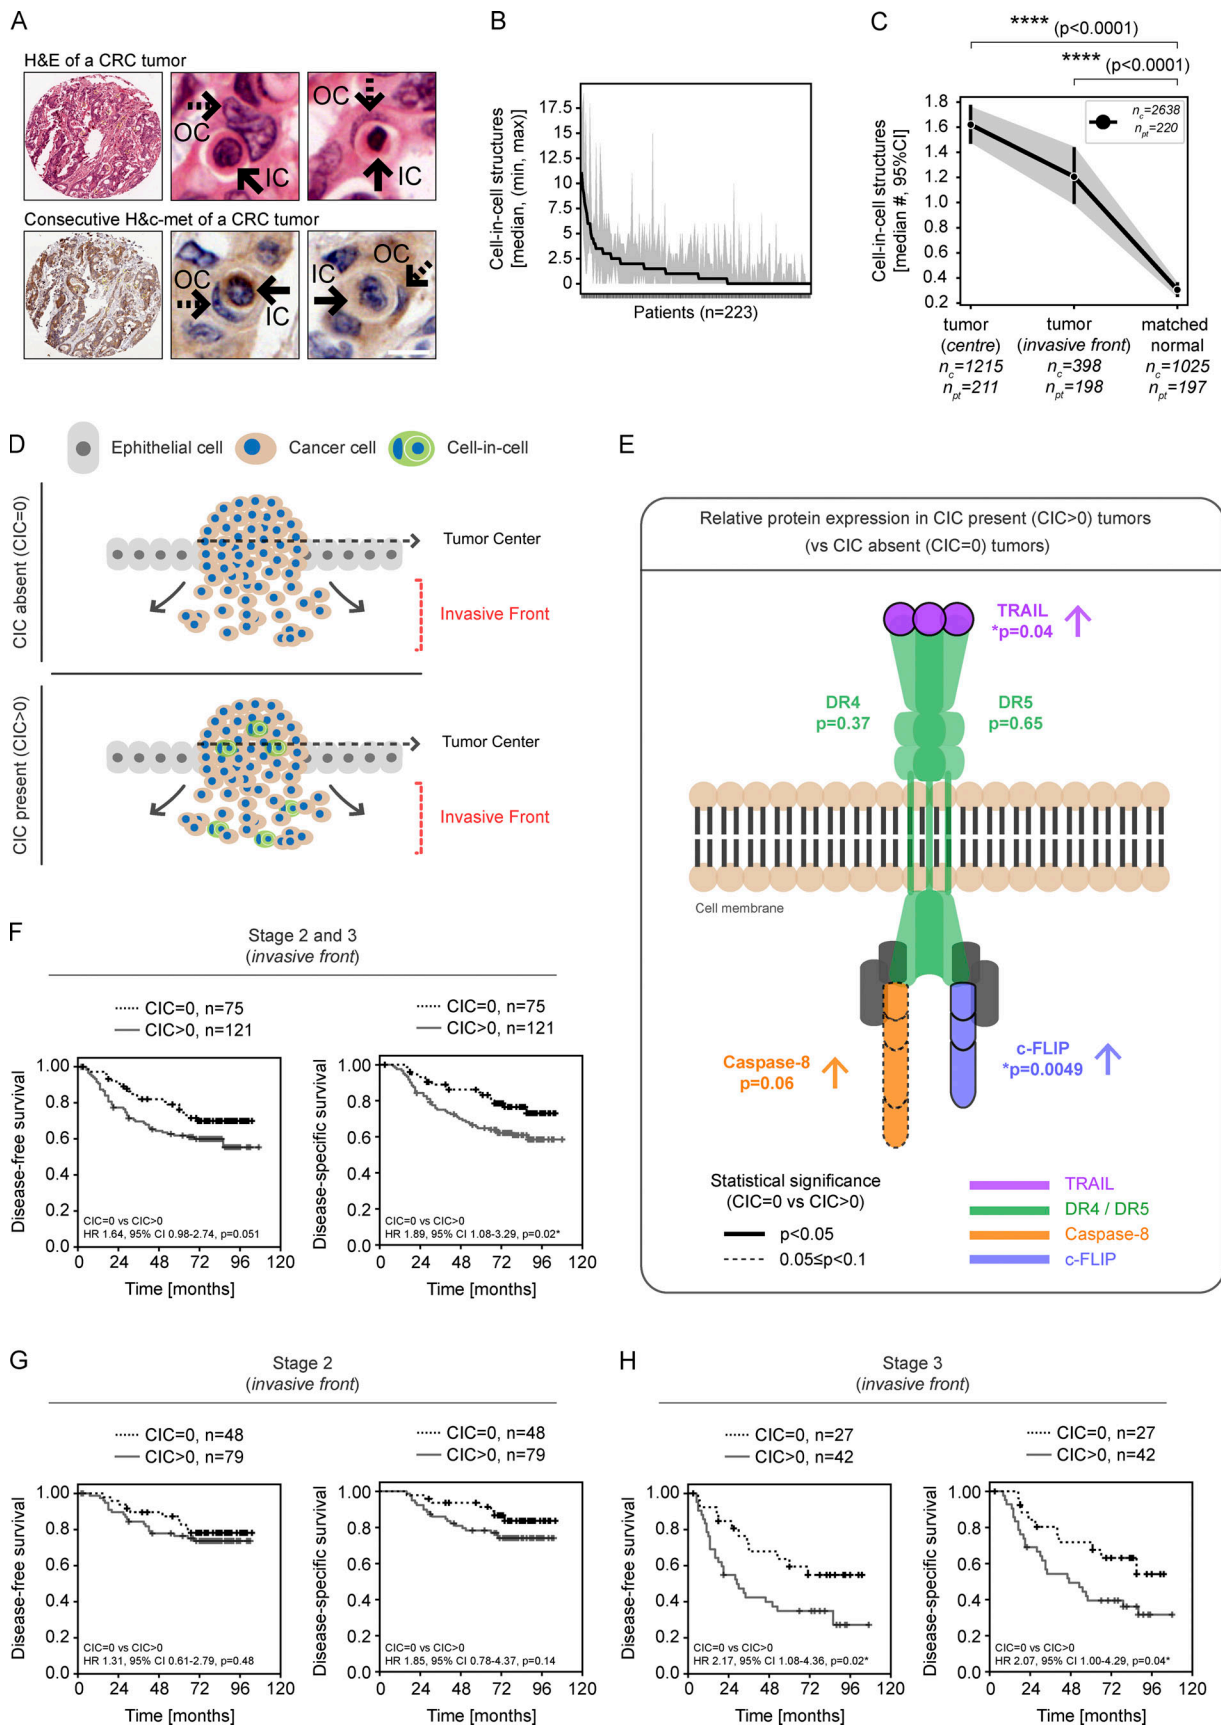 A
H&E of a CRC tumor
OC
IC
OC
IC
Consecutive H&c-met of a CRC tumor
OC
IC
IC
OC
B
Cell-in-cell structures
[median, (min, max)]
17.5
15
12.5
10
7.5
5
2.5
0
Patients (n=223)
C
**** (p<0.0001)
**** (p<0.0001)
Cell-in-cell structures
[median #, 95%CI]
1.8
1.6
1.4
1.2
1.0
0.8
0.6
0.4
0.2
n_c=2638
n_pt=220
tumor
(centre)
n_c=1215
n_pt=211
tumor
(invasive front)
n_c=398
n_pt=198
matched
normal
n_c=1025
n_pt=197
D
Ephithelial cell
Cancer cell
Cell-in-cell
CIC absent (CIC=0)
Tumor Center
Invasive Front
CIC present (CIC>0)
Tumor Center
Invasive Front
E
Relative protein expression in CIC present (CIC>0) tumors
(vs CIC absent (CIC=0) tumors)
TRAIL
*p=0.04
DR4
p=0.37
DR5
p=0.65
Cell membrane
Caspase-8
p=0.06
c-FLIP
*p=0.0049
Statistical significance
(CIC=0 vs CIC>0)
p<0.05
0.05≤p<0.1
TRAIL
DR4 / DR5
Caspase-8
c-FLIP
F
Stage 2 and 3
(invasive front)
CIC=0, n=75
CIC>0, n=121
Disease-free survival
1.00
0.8
0.6
0.4
0.2
0.0
CIC=0 vs CIC>0
HR 1.64, 95% CI 0.98-2.74, p=0.051
0 24 48 72 96 120
Time [months]
CIC=0, n=75
CIC>0, n=121
Disease-specific survival
1.00
0.8
0.6
0.4
0.2
0.0
CIC=0 vs CIC>0
HR 1.89, 95% CI 1.08-3.29, p=0.02*
0 24 48 72 96 120
Time [months]
G
Stage 2
(invasive front)
CIC=0, n=48
CIC>0, n=79
Disease-free survival
1.00
0.8
0.6
0.4
0.2
0.0
CIC=0 vs CIC>0
HR 1.31, 95% CI 0.61-2.79, p=0.48
0 24 48 72 96 120
Time [months]
CIC=0, n=48
CIC>0, n=79
Disease-specific survival
1.00
0.8
0.6
0.4
0.2
0.0
CIC=0 vs CIC>0
HR 1.85, 95% CI 0.78-4.37, p=0.14
0 24 48 72 96 120
Time [months]
H
Stage 3
(invasive front)
CIC=0, n=27
CIC>0, n=42
Disease-free survival
1.00
0.8
0.6
0.4
0.2
0.0
CIC=0 vs CIC>0
HR 2.17, 95% CI 1.08-4.36, p=0.02*
0 24 48 72 96 120
Time [months]
CIC=0, n=27
CIC>0, n=42
Disease-specific survival
1.00
0.8
0.6
0.4
0.2
0.0
CIC=0 vs CIC>0
HR 2.07, 95% CI 1.00-4.29, p=0.04*
0 24 48 72 96 120
Time [months]